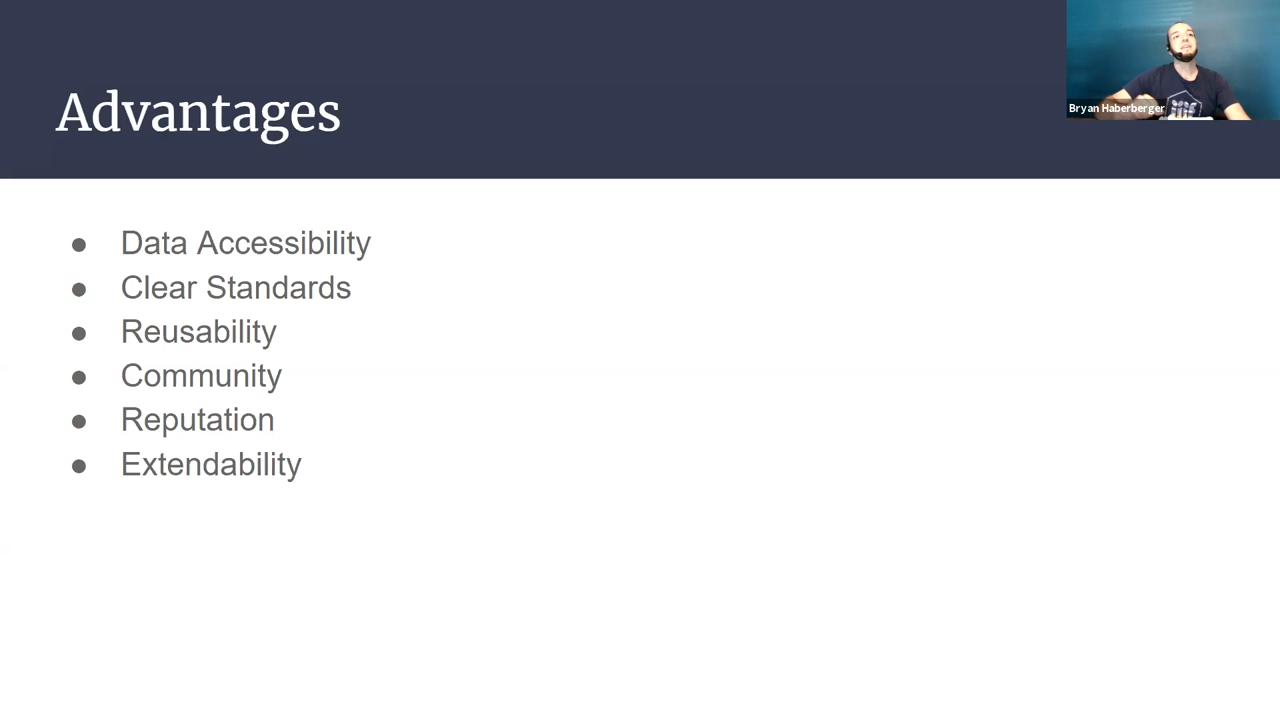 Advantages
Bryan Haberberger
● Data Accessibility
● Clear Standards
● Reusability
● Community
● Reputation
● Extendability